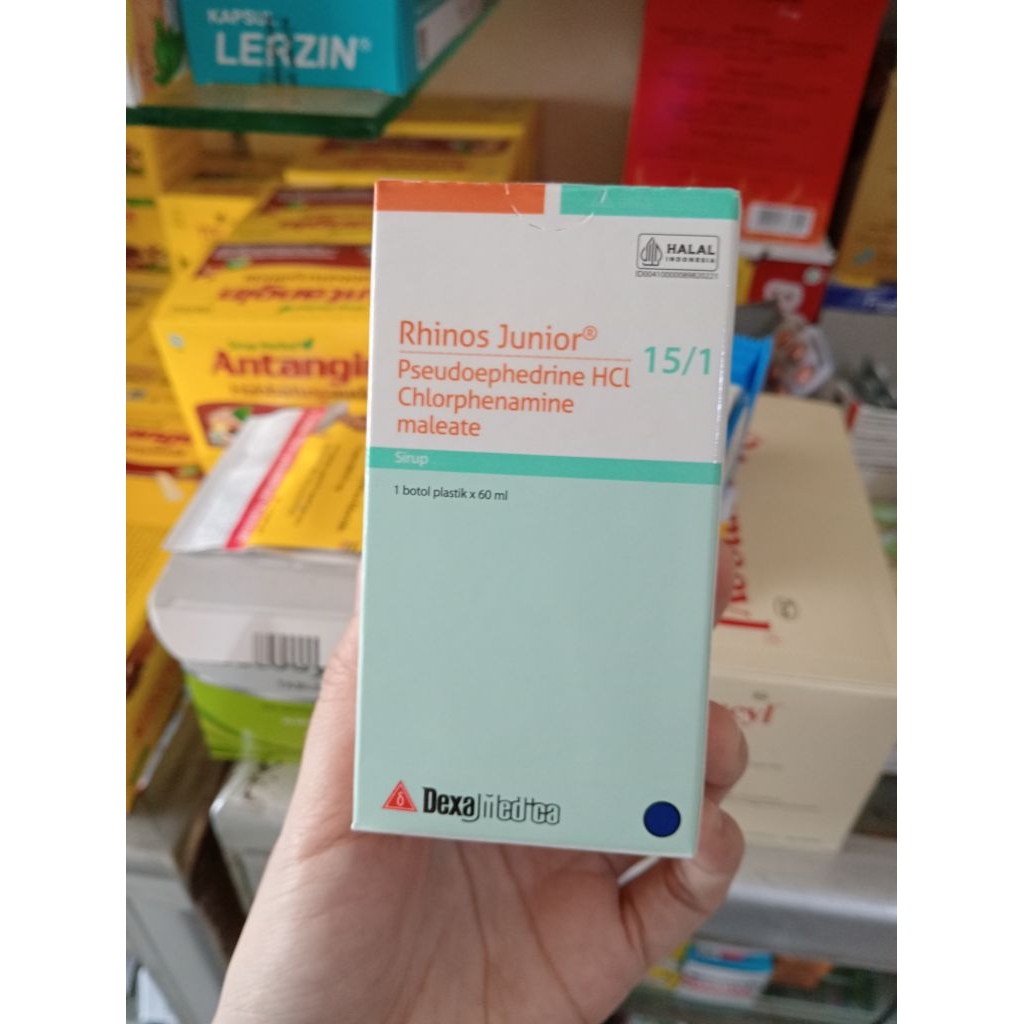 KAPSUL
LERZIN®
HALAL
INDONESIA
Rhinos Junior®
15/1
Pseudoephedrine HCl
Chlorphenamine
maleate
Sirup
1 botol plastik x 60 ml
Dexa Medica
Antangin